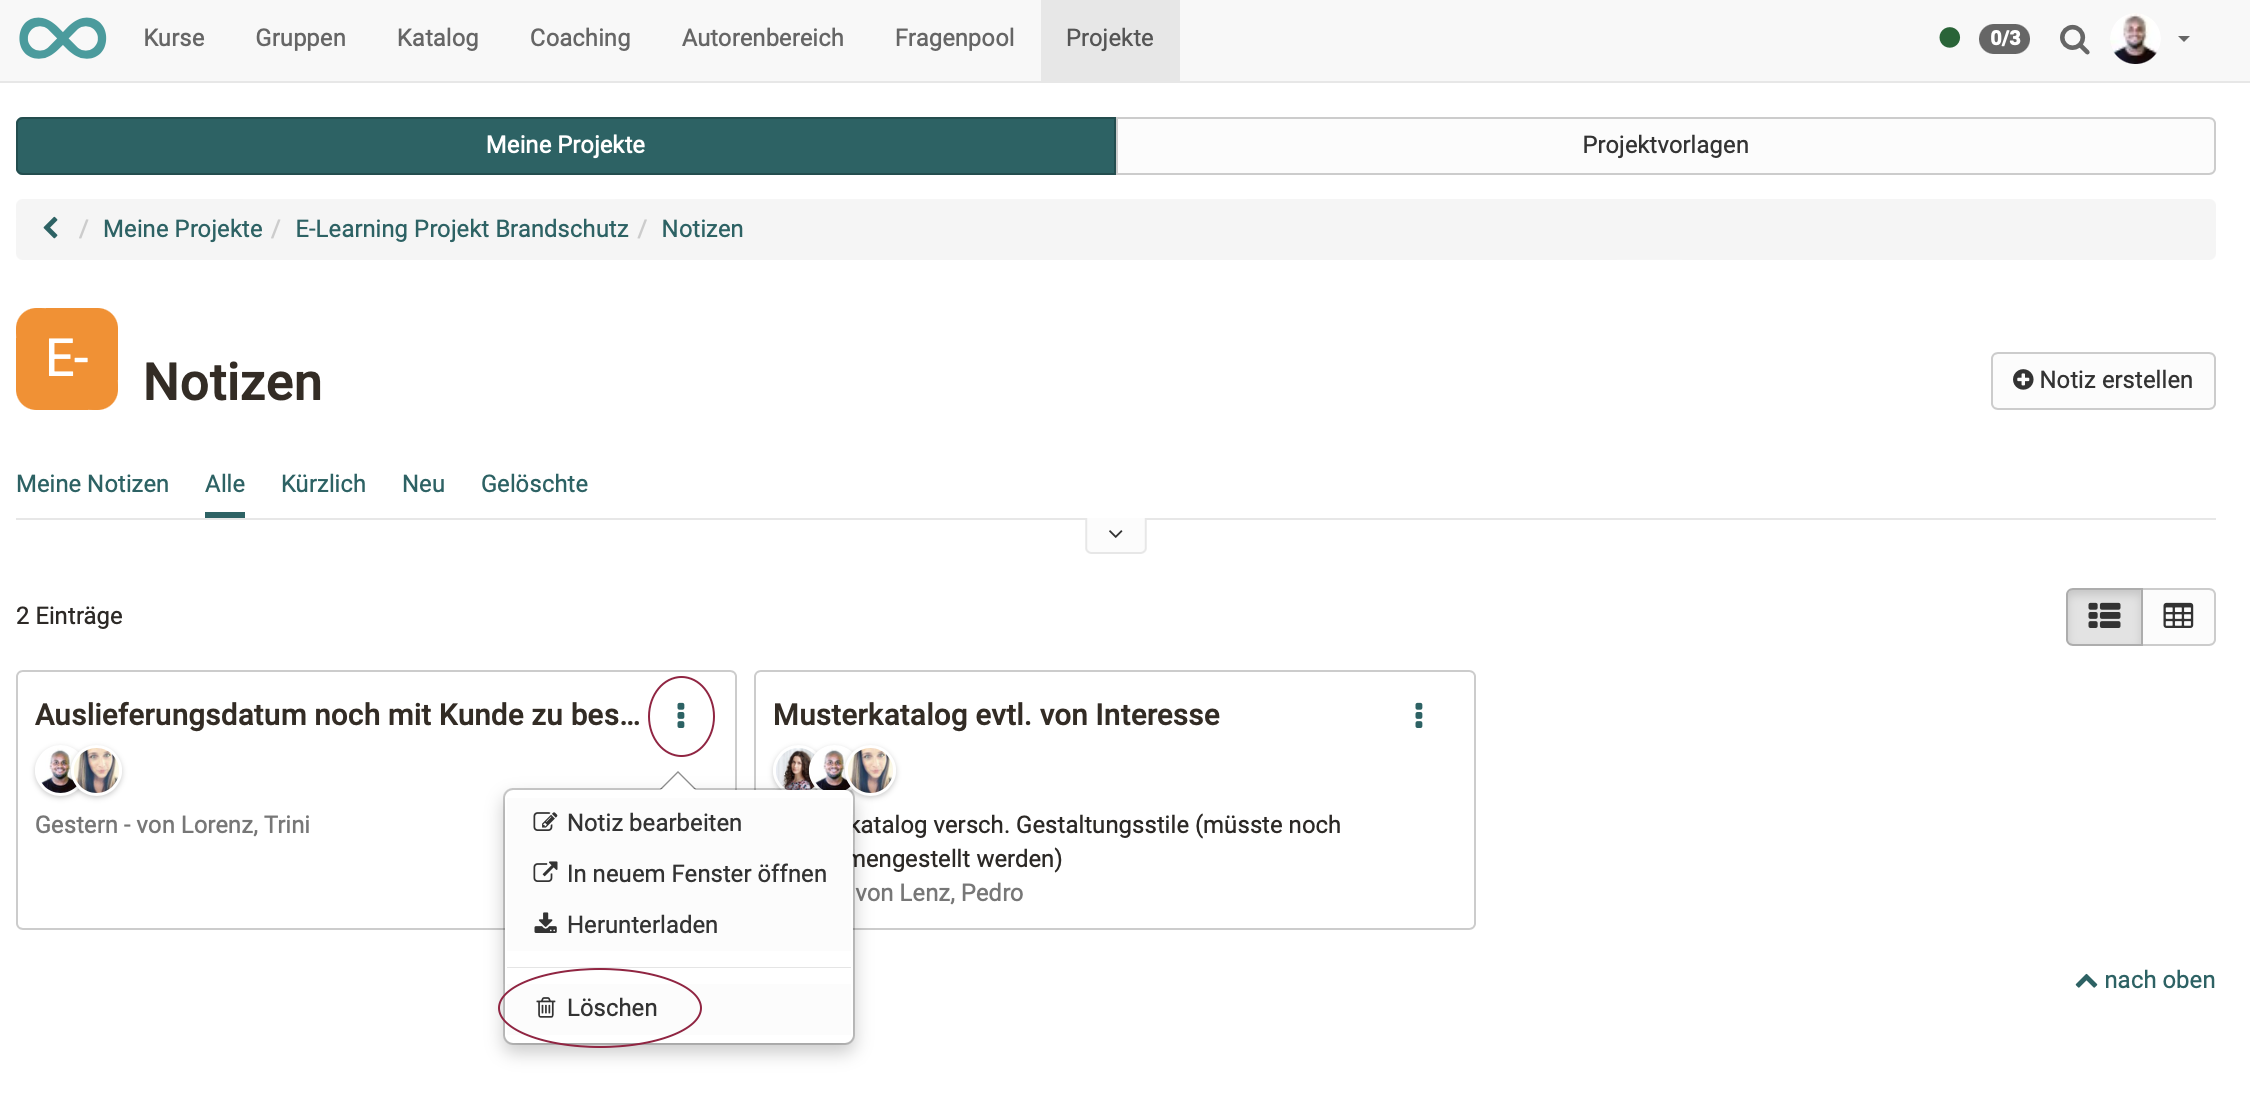 Kurse Gruppen Katalog Coaching Autorenbereich Fragenpool Projekte 0/3
Meine Projekte Projektvorlagen
/ Meine Projekte / E-Learning Projekt Brandschutz / Notizen
E-
Notizen
Notiz erstellen
Meine Notizen Alle Kürzlich Neu Gelöschte
2 Einträge
Auslieferungsdatum noch mit Kunde zu bes...
Gestern - von Lorenz, Trini
Musterkatalog evtl. von Interesse
katalog versch. Gestaltungsstile (müsste noch
mengestellt werden)
von Lenz, Pedro
Notiz bearbeiten
In neuem Fenster öffnen
Herunterladen
Löschen
nach oben